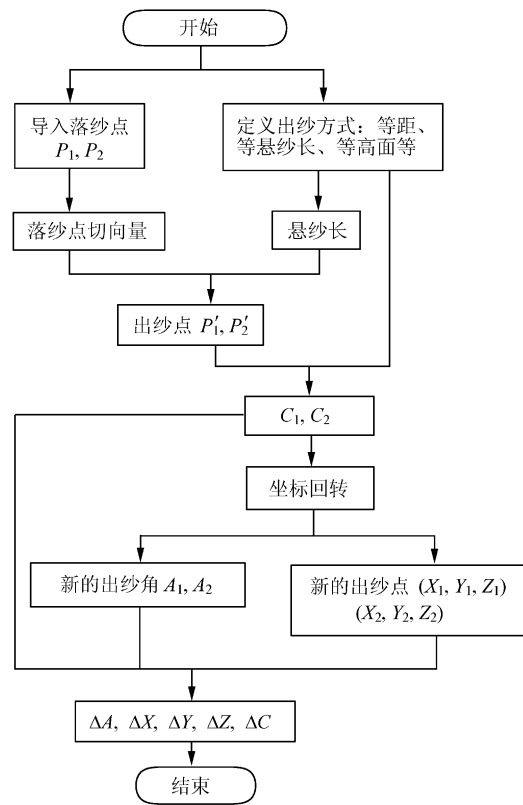 开始
导入落纱点
P₁, P₂
定义出纱方式：等距、
等悬纱长、等高面等
落纱点切向量
悬纱长
出纱点 P₁′, P₂′
C₁, C₂
坐标回转
新的出纱角 A₁, A₂
新的出纱点 (X₁, Y₁, Z₁)
(X₂, Y₂, Z₂)
ΔA, ΔX, ΔY, ΔZ, ΔC
结束